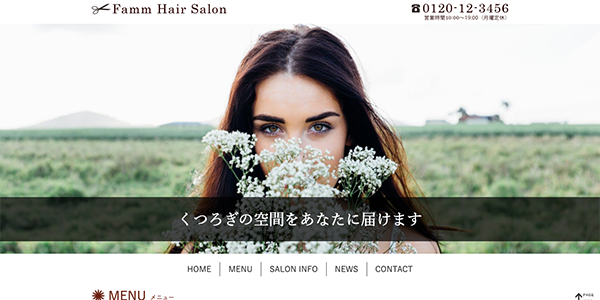 Famm Hair Salon
0120-12-3456
営業時間10:00〜19:00（月曜定休）
くつろぎの空間をあなたに届けます
HOME MENU SALON INFO NEWS CONTACT
MENU メニュー